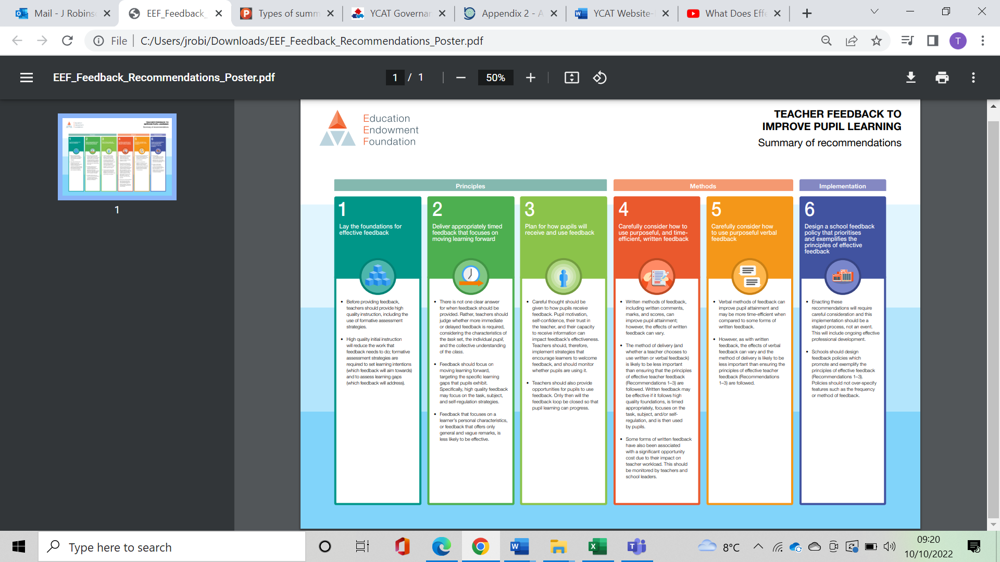 Mail - J Robins
EEF_Feedback_
Types of summ
YCAT Governar
Appendix 2 - A
YCAT Website-
What Does Effe
File
C:/Users/jrobi/Downloads/EEF_Feedback_Recommendations_Poster.pdf
T
EEF_Feedback_Recommendations_Poster.pdf
1 / 1
50%
1
Education
Endowment
Foundation
TEACHER FEEDBACK TO
IMPROVE PUPIL LEARNING
Summary of recommendations
Principles
Methods
Implementation
1
Lay the foundations for
effective feedback
• Before providing feedback,
teachers should provide high
quality instruction, including the
use of formative assessment
strategies.
• High quality initial instruction
will reduce the work that
feedback needs to do; formative
assessment strategies are
required to set learning intentions
(which feedback will aim towards)
and to assess learning gaps
(which feedback will address).
2
Deliver appropriately timed
feedback that focuses on
moving learning forward
• There is not one clear answer
for when feedback should be
provided. Rather, teachers should
judge whether more immediate
or delayed feedback is required,
considering the characteristics of
the task set, the individual pupil,
and the collective understanding
of the class.
• Feedback should focus on
moving learning forward,
targeting the specific learning
gaps that pupils exhibit.
Specifically, high quality feedback
may focus on the task, subject,
and self-regulation strategies.
• Feedback that focuses on a
learner's personal characteristics,
or feedback that offers only
general and vague remarks, is
less likely to be effective.
3
Plan for how pupils will
receive and use feedback
• Careful thought should be
given to how pupils receive
feedback. Pupil motivation,
self-confidence, their trust in
the teacher, and their capacity
to receive information can
impact feedback's effectiveness.
Teachers should, therefore,
implement strategies that
encourage learners to welcome
feedback, and should monitor
whether pupils are using it.
• Teachers should also provide
opportunities for pupils to use
feedback. Only then will the
feedback loop be closed so that
pupil learning can progress.
4
Carefully consider how to
use purposeful, and time-
efficient, written feedback
• Written methods of feedback,
including written comments,
marks, and scores, can
improve pupil attainment;
however, the effects of written
feedback can vary.
• The method of delivery (and
whether a teacher chooses to
use written or verbal feedback)
is likely to be less important
than ensuring that the principles
of effective teacher feedback
(Recommendations 1–3) are
followed. Written feedback may
be effective if it follows high
quality foundations, is timed
appropriately, focuses on the
task, subject, and/or self-
regulation, and is then used
by pupils.
• Some forms of written feedback
have also been associated
with a significant opportunity
cost due to their impact on
teacher workload. This should
be monitored by teachers and
school leaders.
5
Carefully consider how
to use purposeful verbal
feedback
• Verbal methods of feedback can
improve pupil attainment and
may be more time-efficient when
compared to some forms of
written feedback.
• However, as with written
feedback, the effects of verbal
feedback can vary and the
method of delivery is likely to be
less important than ensuring the
principles of effective teacher
feedback (Recommendations
1–3) are followed.
6
Design a school feedback
policy that prioritises
and exemplifies the
principles of effective
feedback
• Enacting these
recommendations will require
careful consideration and this
implementation should be a
staged process, not an event.
This will include ongoing effective
professional development.
• Schools should design
feedback policies which
promote and exemplify the
principles of effective feedback
(Recommendations 1–3).
Policies should not over-specify
features such as the frequency
or method of feedback.
Type here to search
8°C
09:20
10/10/2022